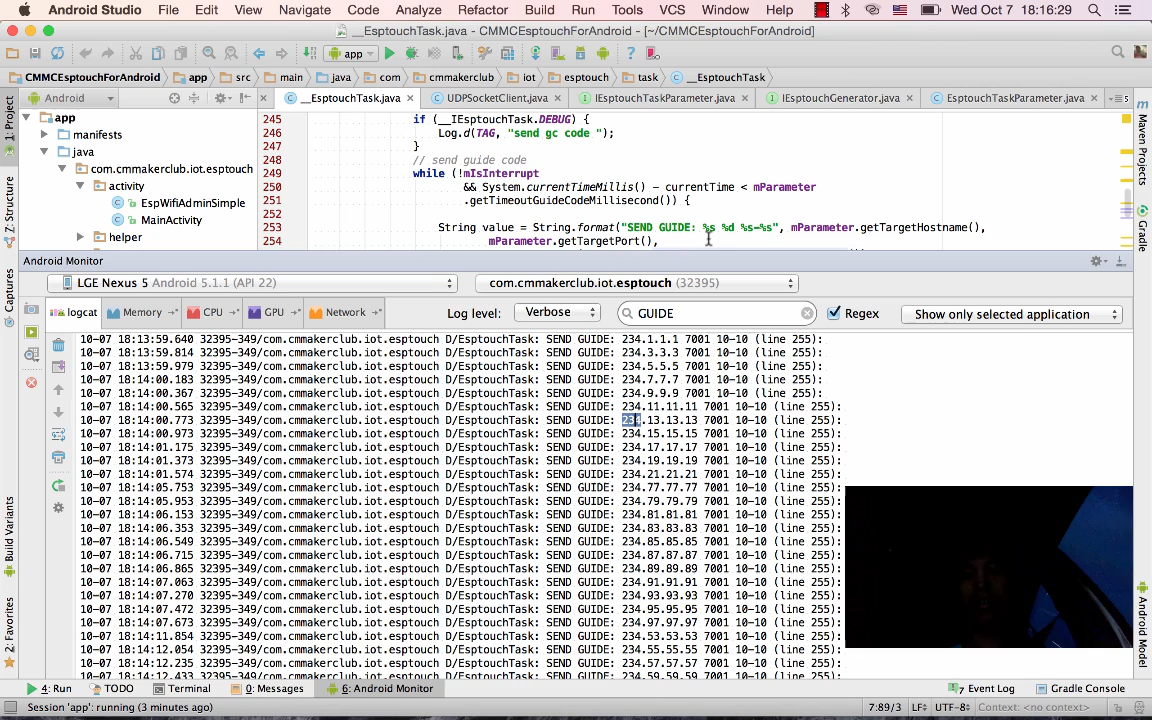 Android Studio File Edit View Navigate Code Analyze Refactor Build Run Tools VCS Window Help Wed Oct 7 18:16:29
__EsptouchTask.java - CMMCEsptouchForAndroid - [~/CMMCEsptouchForAndroid]
app
CMMCEsptouchForAndroid app src main java com cmmakerclub iot esptouch task __EsptouchTask
Android __EsptouchTask.java UDPSocketClient.java IEsptouchTaskParameter.java IEsptouchGenerator.java EsptouchTaskParameter.java
1: Project
Z: Structure
Captures
Build Variants
2: Favorites
Maven Projects
Gradle
Android Model
app
manifests
java
com.cmmakerclub.iot.esptouch
activity
EspWifiAdminSimple
MainActivity
helper
245 if (__IEsptouchTask.DEBUG) {
246 Log.d(TAG, "send gc code ");
247 }
248 // send guide code
249 while (!mIsInterrupt
250 && System.currentTimeMillis() - currentTime < mParameter
251 .getTimeoutGuideCodeMillisecond()) {
252
253 String value = String.format("SEND GUIDE: %s %d %s-%s", mParameter.getTargetHostname(),
254 mParameter.getTargetPort(),
Android Monitor
LGE Nexus 5 Android 5.1.1 (API 22) com.cmmakerclub.iot.esptouch (32395)
logcat Memory CPU GPU Network Log level: Verbose GUIDE Regex Show only selected application
10-07 18:13:59.640 32395-349/com.cmmakerclub.iot.esptouch D/EsptouchTask: SEND GUIDE: 234.1.1.1 7001 10-10 (line 255):
10-07 18:13:59.814 32395-349/com.cmmakerclub.iot.esptouch D/EsptouchTask: SEND GUIDE: 234.3.3.3 7001 10-10 (line 255):
10-07 18:13:59.979 32395-349/com.cmmakerclub.iot.esptouch D/EsptouchTask: SEND GUIDE: 234.5.5.5 7001 10-10 (line 255):
10-07 18:14:00.183 32395-349/com.cmmakerclub.iot.esptouch D/EsptouchTask: SEND GUIDE: 234.7.7.7 7001 10-10 (line 255):
10-07 18:14:00.367 32395-349/com.cmmakerclub.iot.esptouch D/EsptouchTask: SEND GUIDE: 234.9.9.9 7001 10-10 (line 255):
10-07 18:14:00.565 32395-349/com.cmmakerclub.iot.esptouch D/EsptouchTask: SEND GUIDE: 234.11.11.11 7001 10-10 (line 255):
10-07 18:14:00.773 32395-349/com.cmmakerclub.iot.esptouch D/EsptouchTask: SEND GUIDE: 234.13.13.13 7001 10-10 (line 255):
10-07 18:14:00.973 32395-349/com.cmmakerclub.iot.esptouch D/EsptouchTask: SEND GUIDE: 234.15.15.15 7001 10-10 (line 255):
10-07 18:14:01.175 32395-349/com.cmmakerclub.iot.esptouch D/EsptouchTask: SEND GUIDE: 234.17.17.17 7001 10-10 (line 255):
10-07 18:14:01.373 32395-349/com.cmmakerclub.iot.esptouch D/EsptouchTask: SEND GUIDE: 234.19.19.19 7001 10-10 (line 255):
10-07 18:14:01.574 32395-349/com.cmmakerclub.iot.esptouch D/EsptouchTask: SEND GUIDE: 234.21.21.21 7001 10-10 (line 255):
10-07 18:14:05.753 32395-349/com.cmmakerclub.iot.esptouch D/EsptouchTask: SEND GUIDE: 234.77.77.77 7001 10-10 (line 255):
10-07 18:14:05.953 32395-349/com.cmmakerclub.iot.esptouch D/EsptouchTask: SEND GUIDE: 234.79.79.79 7001 10-10 (line 255):
10-07 18:14:06.153 32395-349/com.cmmakerclub.iot.esptouch D/EsptouchTask: SEND GUIDE: 234.81.81.81 7001 10-10 (line 255):
10-07 18:14:06.353 32395-349/com.cmmakerclub.iot.esptouch D/EsptouchTask: SEND GUIDE: 234.83.83.83 7001 10-10 (line 255):
10-07 18:14:06.549 32395-349/com.cmmakerclub.iot.esptouch D/EsptouchTask: SEND GUIDE: 234.85.85.85 7001 10-10 (line 255):
10-07 18:14:06.715 32395-349/com.cmmakerclub.iot.esptouch D/EsptouchTask: SEND GUIDE: 234.87.87.87 7001 10-10 (line 255):
10-07 18:14:06.865 32395-349/com.cmmakerclub.iot.esptouch D/EsptouchTask: SEND GUIDE: 234.89.89.89 7001 10-10 (line 255):
10-07 18:14:07.063 32395-349/com.cmmakerclub.iot.esptouch D/EsptouchTask: SEND GUIDE: 234.91.91.91 7001 10-10 (line 255):
10-07 18:14:07.270 32395-349/com.cmmakerclub.iot.esptouch D/EsptouchTask: SEND GUIDE: 234.93.93.93 7001 10-10 (line 255):
10-07 18:14:07.472 32395-349/com.cmmakerclub.iot.esptouch D/EsptouchTask: SEND GUIDE: 234.95.95.95 7001 10-10 (line 255):
10-07 18:14:07.673 32395-349/com.cmmakerclub.iot.esptouch D/EsptouchTask: SEND GUIDE: 234.97.97.97 7001 10-10 (line 255):
10-07 18:14:11.854 32395-349/com.cmmakerclub.iot.esptouch D/EsptouchTask: SEND GUIDE: 234.53.53.53 7001 10-10 (line 255):
10-07 18:14:12.054 32395-349/com.cmmakerclub.iot.esptouch D/EsptouchTask: SEND GUIDE: 234.55.55.55 7001 10-10 (line 255):
10-07 18:14:12.235 32395-349/com.cmmakerclub.iot.esptouch D/EsptouchTask: SEND GUIDE: 234.57.57.57 7001 10-10 (line 255):
10-07 18:14:12.433 32395-349/com.cmmakerclub.iot.esptouch D/EsptouchTask: SEND GUIDE: 234.59.59.59 7001 10-10 (line 255):
4: Run TODO Terminal 0: Messages 6: Android Monitor 7 Event Log Gradle Console
Session 'app': running (3 minutes ago) 7:89/3 LF UTF-8 Context: <no context>